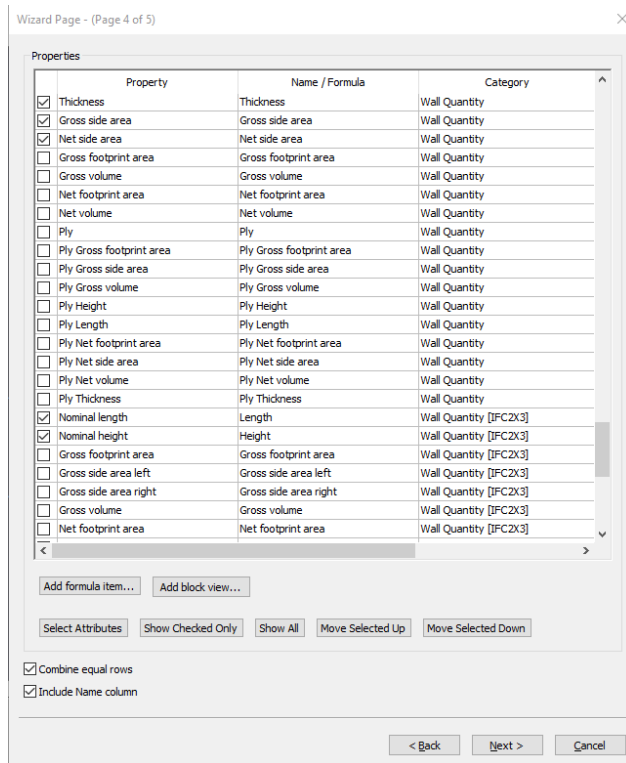 Wizard Page - (Page 4 of 5)
Properties
Property Name / Formula Category
Thickness Thickness Wall Quantity
Gross side area Gross side area Wall Quantity
Net side area Net side area Wall Quantity
Gross footprint area Gross footprint area Wall Quantity
Gross volume Gross volume Wall Quantity
Net footprint area Net footprint area Wall Quantity
Net volume Net volume Wall Quantity
Ply Ply Wall Quantity
Ply Gross footprint area Ply Gross footprint area Wall Quantity
Ply Gross side area Ply Gross side area Wall Quantity
Ply Gross volume Ply Gross volume Wall Quantity
Ply Height Ply Height Wall Quantity
Ply Length Ply Length Wall Quantity
Ply Net footprint area Ply Net footprint area Wall Quantity
Ply Net side area Ply Net side area Wall Quantity
Ply Net volume Ply Net volume Wall Quantity
Ply Thickness Ply Thickness Wall Quantity
Nominal length Length Wall Quantity [IFC2X3]
Nominal height Height Wall Quantity [IFC2X3]
Gross footprint area Gross footprint area Wall Quantity [IFC2X3]
Gross side area left Gross side area left Wall Quantity [IFC2X3]
Gross side area right Gross side area right Wall Quantity [IFC2X3]
Gross volume Gross volume Wall Quantity [IFC2X3]
Net footprint area Net footprint area Wall Quantity [IFC2X3]
Add formula item... Add block view...
Select Attributes Show Checked Only Show All Move Selected Up Move Selected Down
Combine equal rows
Include Name column
< Back Next > Cancel